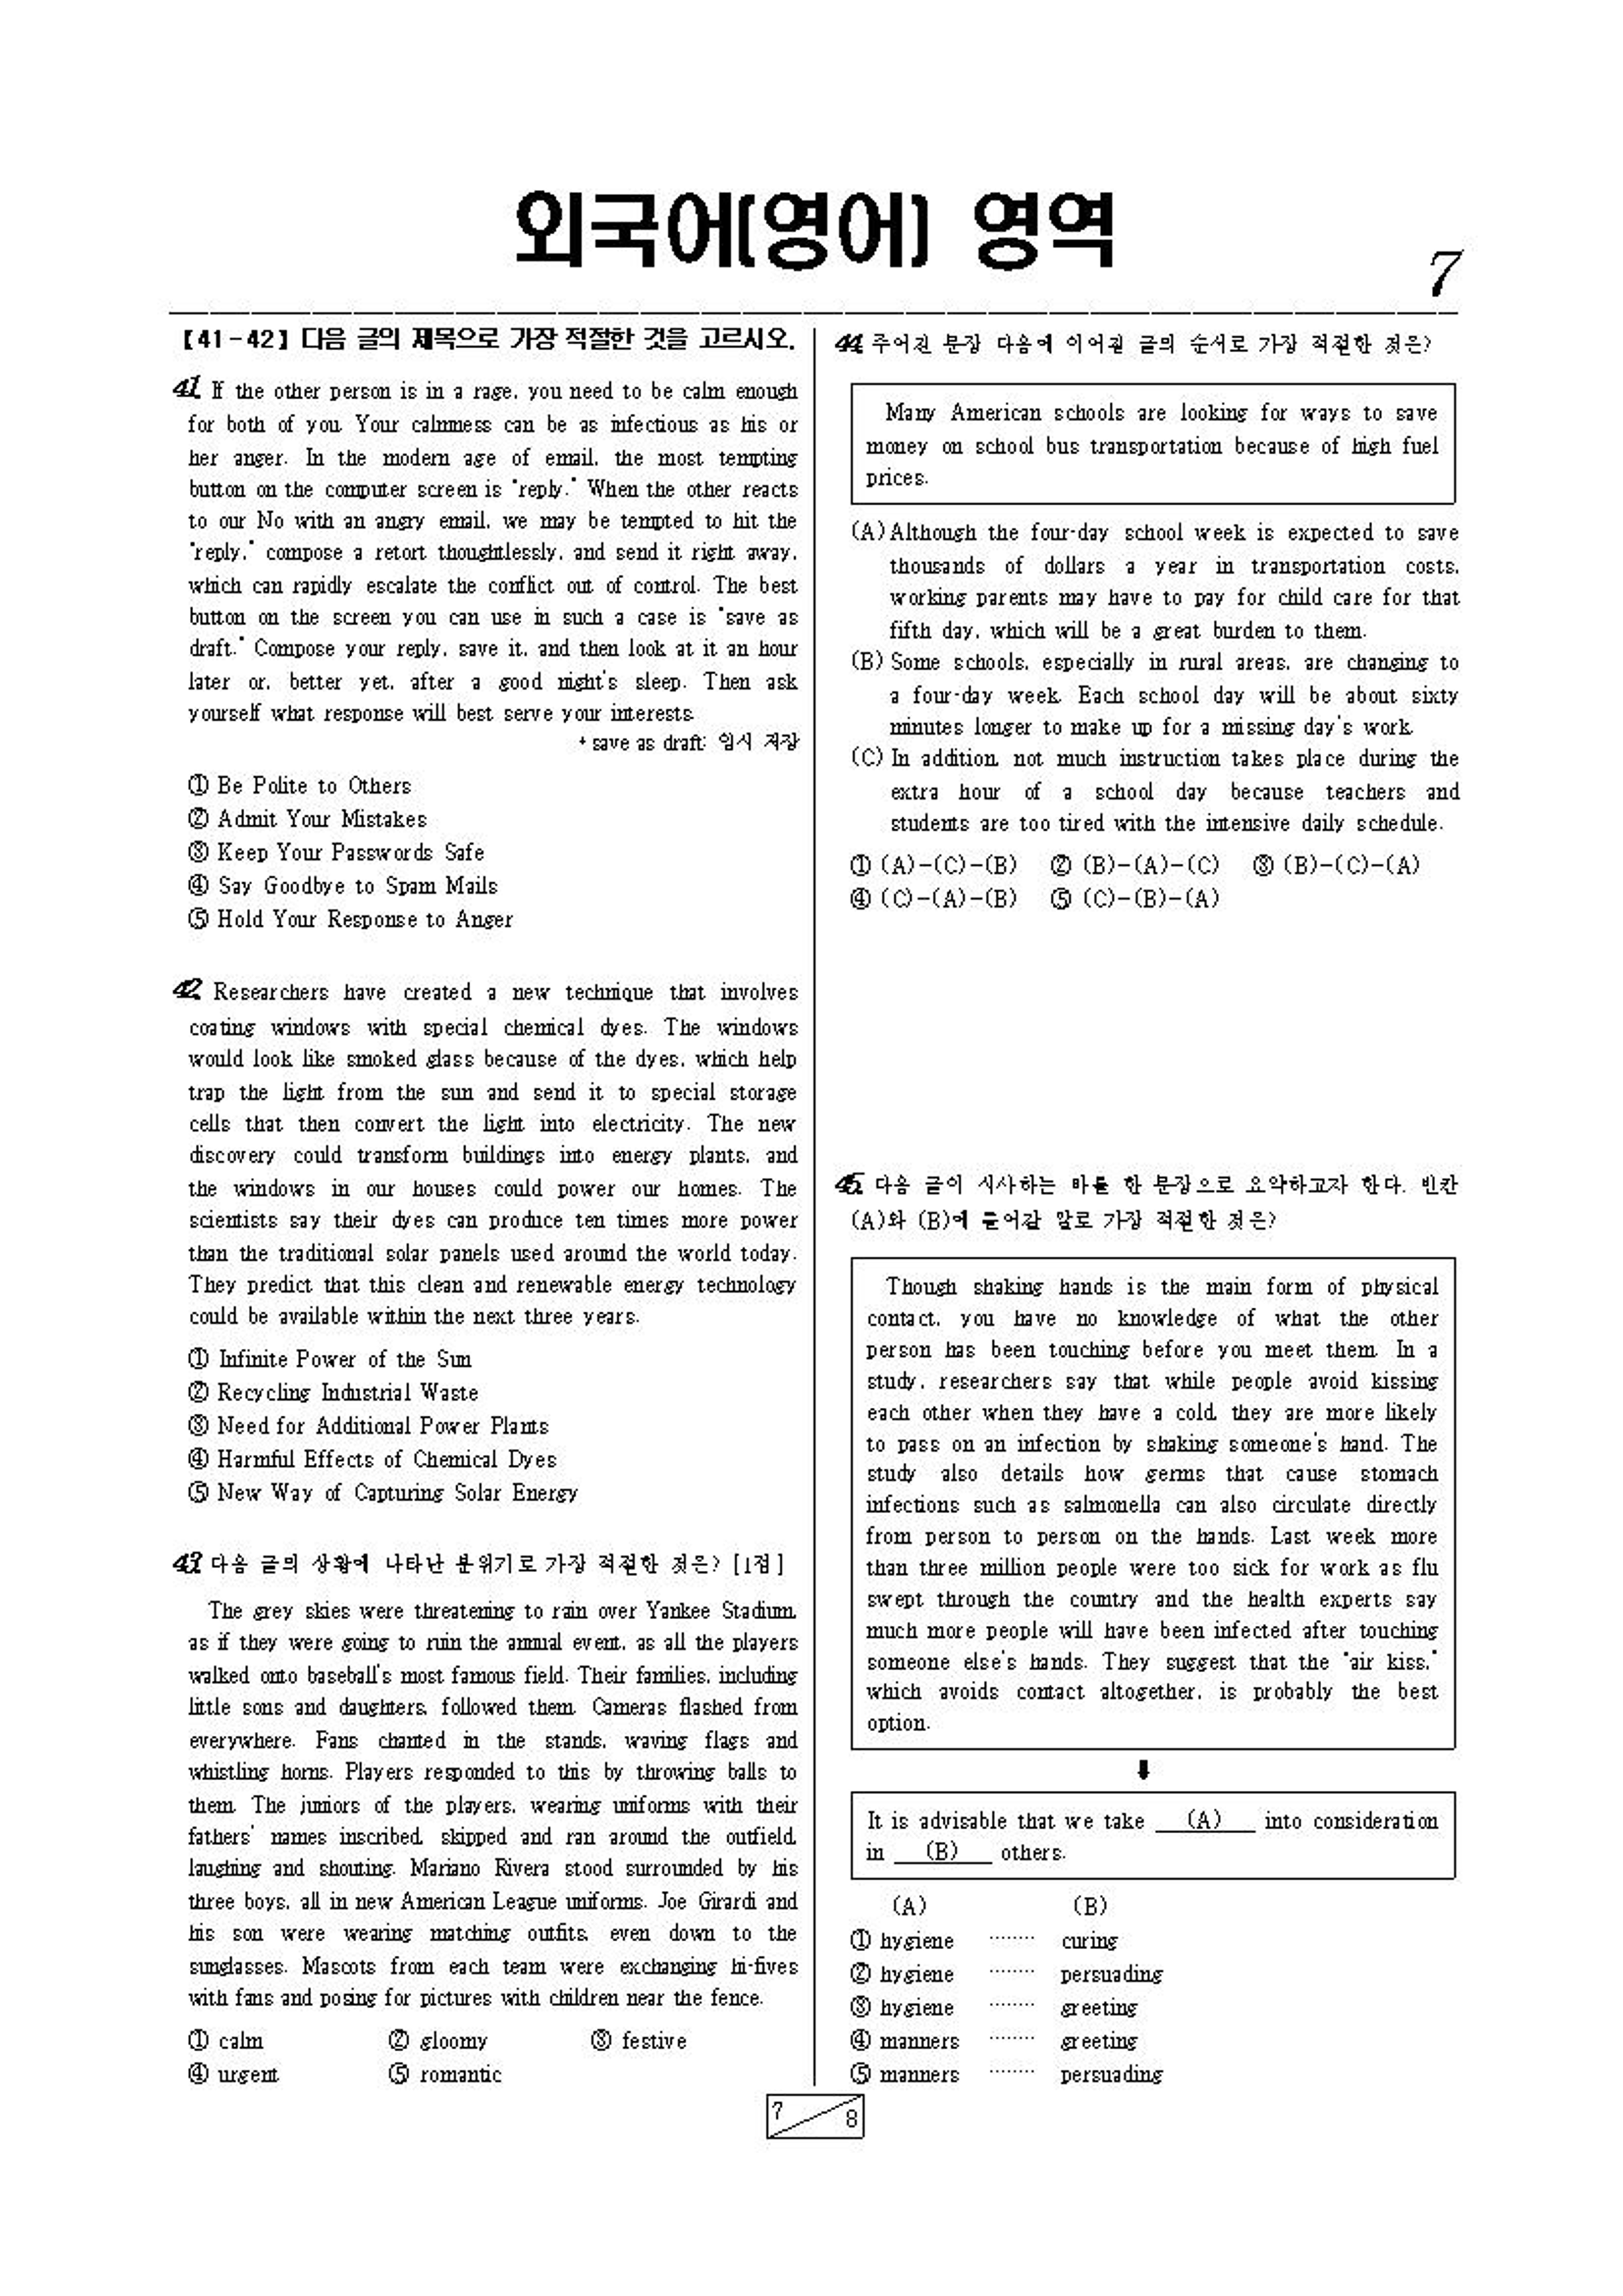 외국어(영어) 영역
7
【41-42】 다음 글의 제목으로 가장 적절한 것을 고르시오.
41. If the other person is in a rage, you need to be calm enough
for both of you. Your calmness can be as infectious as his or
her anger. In the modern age of email, the most tempting
button on the computer screen is "reply." When the other reacts
to our No with an angry email, we may be tempted to hit the
"reply," compose a retort thoughtlessly, and send it right away,
which can rapidly escalate the conflict out of control. The best
button on the screen you can use in such a case is "save as
draft." Compose your reply, save it, and then look at it an hour
later or, better yet, after a good night's sleep. Then ask
yourself what response will best serve your interests.
* save as draft: 임시 저장
① Be Polite to Others
② Admit Your Mistakes
③ Keep Your Passwords Safe
④ Say Goodbye to Spam Mails
⑤ Hold Your Response to Anger
42. Researchers have created a new technique that involves
coating windows with special chemical dyes. The windows
would look like smoked glass because of the dyes, which help
trap the light from the sun and send it to special storage
cells that then convert the light into electricity. The new
discovery could transform buildings into energy plants, and
the windows in our houses could power our homes. The
scientists say their dyes can produce ten times more power
than the traditional solar panels used around the world today.
They predict that this clean and renewable energy technology
could be available within the next three years.
① Infinite Power of the Sun
② Recycling Industrial Waste
③ Need for Additional Power Plants
④ Harmful Effects of Chemical Dyes
⑤ New Way of Capturing Solar Energy
43. 다음 글의 상황에 나타난 분위기로 가장 적절한 것은? [1점]
The grey skies were threatening to rain over Yankee Stadium,
as if they were going to ruin the annual event, as all the players
walked onto baseball's most famous field. Their families, including
little sons and daughters, followed them. Cameras flashed from
everywhere. Fans chanted in the stands, waving flags and
whistling horns. Players responded to this by throwing balls to
them. The juniors of the players, wearing uniforms with their
fathers' names inscribed, skipped and ran around the outfield,
laughing and shouting. Mariano Rivera stood surrounded by his
three boys, all in new American League uniforms. Joe Girardi and
his son were wearing matching outfits, even down to the
sunglasses. Mascots from each team were exchanging hi-fives
with fans and posing for pictures with children near the fence.
① calm ② gloomy ③ festive
④ urgent ⑤ romantic
44. 주어진 문장 다음에 이어질 글의 순서로 가장 적절한 것은?
Many American schools are looking for ways to save
money on school bus transportation because of high fuel
prices.
(A) Although the four-day school week is expected to save
thousands of dollars a year in transportation costs,
working parents may have to pay for child care for that
fifth day, which will be a great burden to them.
(B) Some schools, especially in rural areas, are changing to
a four-day week. Each school day will be about sixty
minutes longer to make up for a missing day's work.
(C) In addition, not much instruction takes place during the
extra hour of a school day because teachers and
students are too tired with the intensive daily schedule.
① (A)-(C)-(B) ② (B)-(A)-(C) ③ (B)-(C)-(A)
④ (C)-(A)-(B) ⑤ (C)-(B)-(A)
45. 다음 글이 시사하는 바를 한 문장으로 요약하고자 한다. 빈칸
(A)와 (B)에 들어갈 말로 가장 적절한 것은?
Though shaking hands is the main form of physical
contact, you have no knowledge of what the other
person has been touching before you meet them. In a
study, researchers say that while people avoid kissing
each other when they have a cold, they are more likely
to pass on an infection by shaking someone's hand. The
study also details how germs that cause stomach
infections such as salmonella can also circulate directly
from person to person on the hands. Last week more
than three million people were too sick for work as flu
swept through the country and the health experts say
much more people will have been infected after touching
someone else's hands. They suggest that the "air kiss,"
which avoids contact altogether, is probably the best
option.
It is advisable that we take (A) into consideration
in (B) others.
(A) (B)
① hygiene ········ curing
② hygiene ········ persuading
③ hygiene ········ greeting
④ manners ········ greeting
⑤ manners ········ persuading
7
8